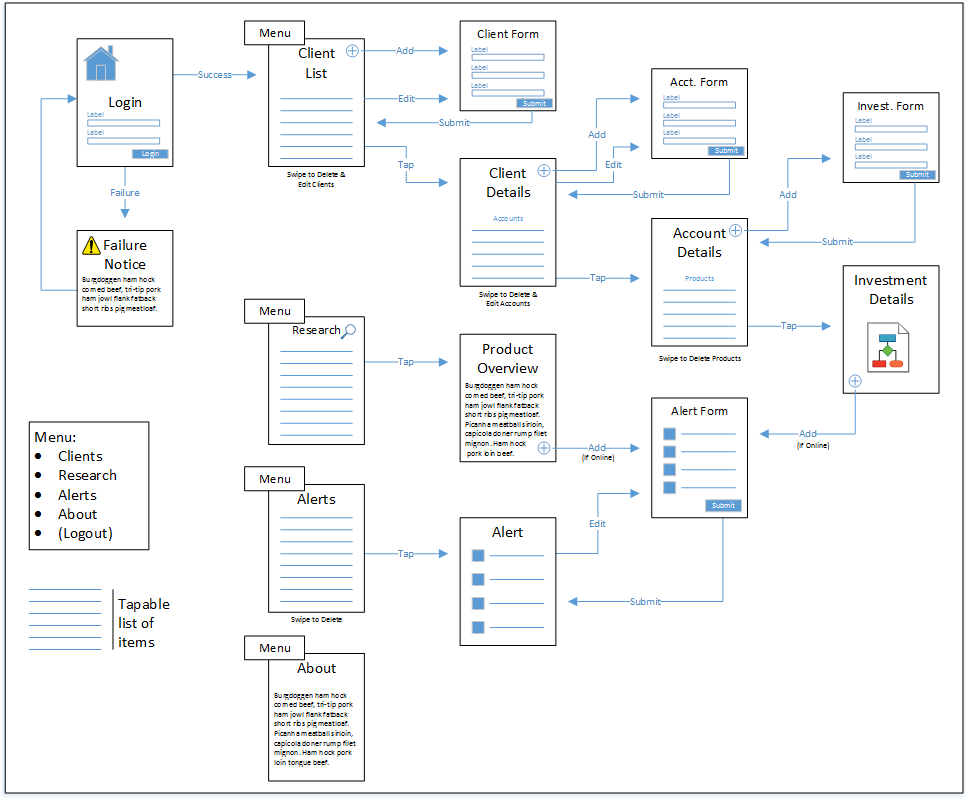 Login
Label
Label
Login
Success
Failure
Failure
Notice
Burgdoggen ham hock
corned beef, tri-tip pork
ham jowl flank fatback
short ribs pig meatloaf.
Menu
Client
List
Swipe to Delete &
Edit Clients
Add
Edit
Submit
Tap
Client Form
Label
Label
Label
Submit
Client
Details
Accounts
Swipe to Delete &
Edit Accounts
Add
Edit
Submit
Tap
Acct. Form
Label
Label
Label
Submit
Account
Details
Products
Swipe to Delete Products
Add
Submit
Tap
Invest. Form
Label
Label
Label
Submit
Investment
Details
Add
(If Online)
Menu
Research
Tap
Product
Overview
Burgdoggen ham hock
corned beef, tri-tip pork
ham jowl flank fatback
short ribs pig meatloaf.
Picanha meatball sirloin,
capicola doner rump filet
mignon. Ham hock
pork loin beef.
Add
(If Online)
Alert Form
Submit
Menu:
• Clients
• Research
• Alerts
• About
• (Logout)
Menu
Alerts
Swipe to Delete
Tap
Alert
Edit
Submit
Tapable
list of
items
Menu
About
Burgdoggen ham hock
corned beef, tri-tip pork
ham jowl flank fatback
short ribs pig meatloaf.
Picanha meatball sirloin,
capicola doner rump filet
mignon. Ham hock pork
loin tongue beef.